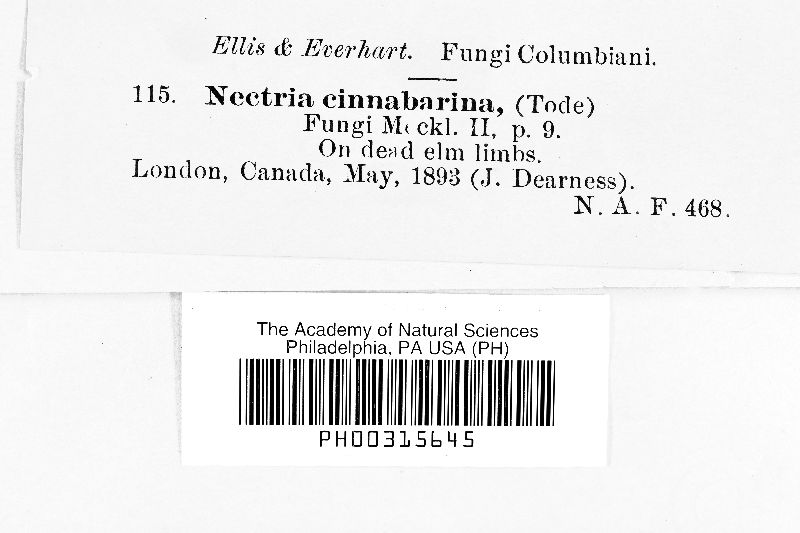 Ellis & Everhart. Fungi Columbiani.
115. Nectria cinnabarina, (Tode)
Fungi Meckl. II, p. 9.
On dead elm limbs.
London, Canada, May, 1893 (J. Dearness).
N. A. F. 468.
The Academy of Natural Sciences
Philadelphia, PA USA (PH)
PH00315645